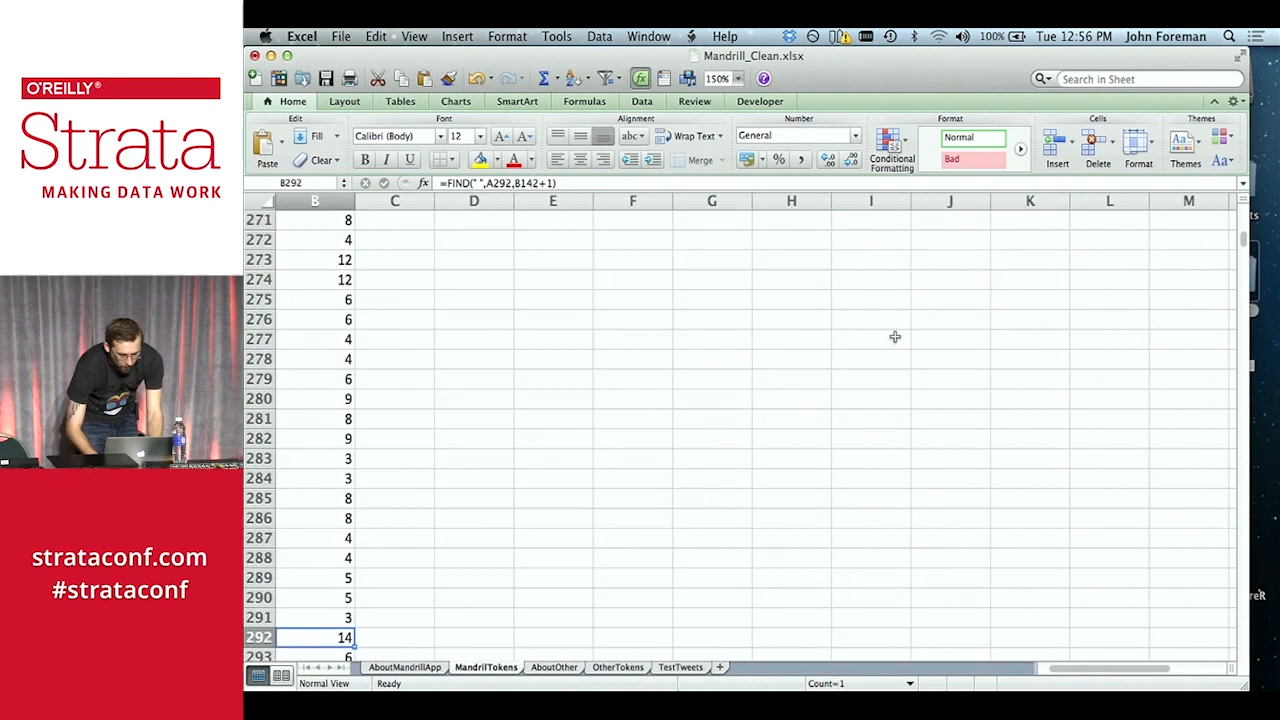 O'REILLY®
Strata
MAKING DATA WORK
strataconf.com
#strataconf
Excel File Edit View Insert Format Tools Data Window Help 100% Tue 12:56 PM John Foreman
Mandrill_Clean.xlsx
150% Search in Sheet
Home Layout Tables Charts SmartArt Formulas Data Review Developer
Edit Font Alignment Number Format Cells Themes
Fill Calibri (Body) 12 abc Wrap Text General Normal
Paste Clear B I U Merge Conditional Formatting Bad Insert Delete Format Themes Aa
B292 fx =FIND(" ",A292,B142+1)
B C D E F G H I J K L M
271 8
272 4
273 12
274 12
275 6
276 6
277 4
278 4
279 6
280 9
281 8
282 9
283 3
284 3
285 8
286 8
287 4
288 4
289 5
290 5
291 3
292 14
293 6
AboutMandrillApp MandrilTokens AboutOther OtherTokens TestTweets +
Normal View Ready Count=1